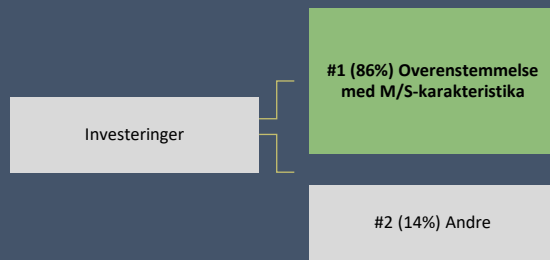 Investeringer
#1 (86%) Overenstemmelse
med M/S-karakteristika
#2 (14%) Andre